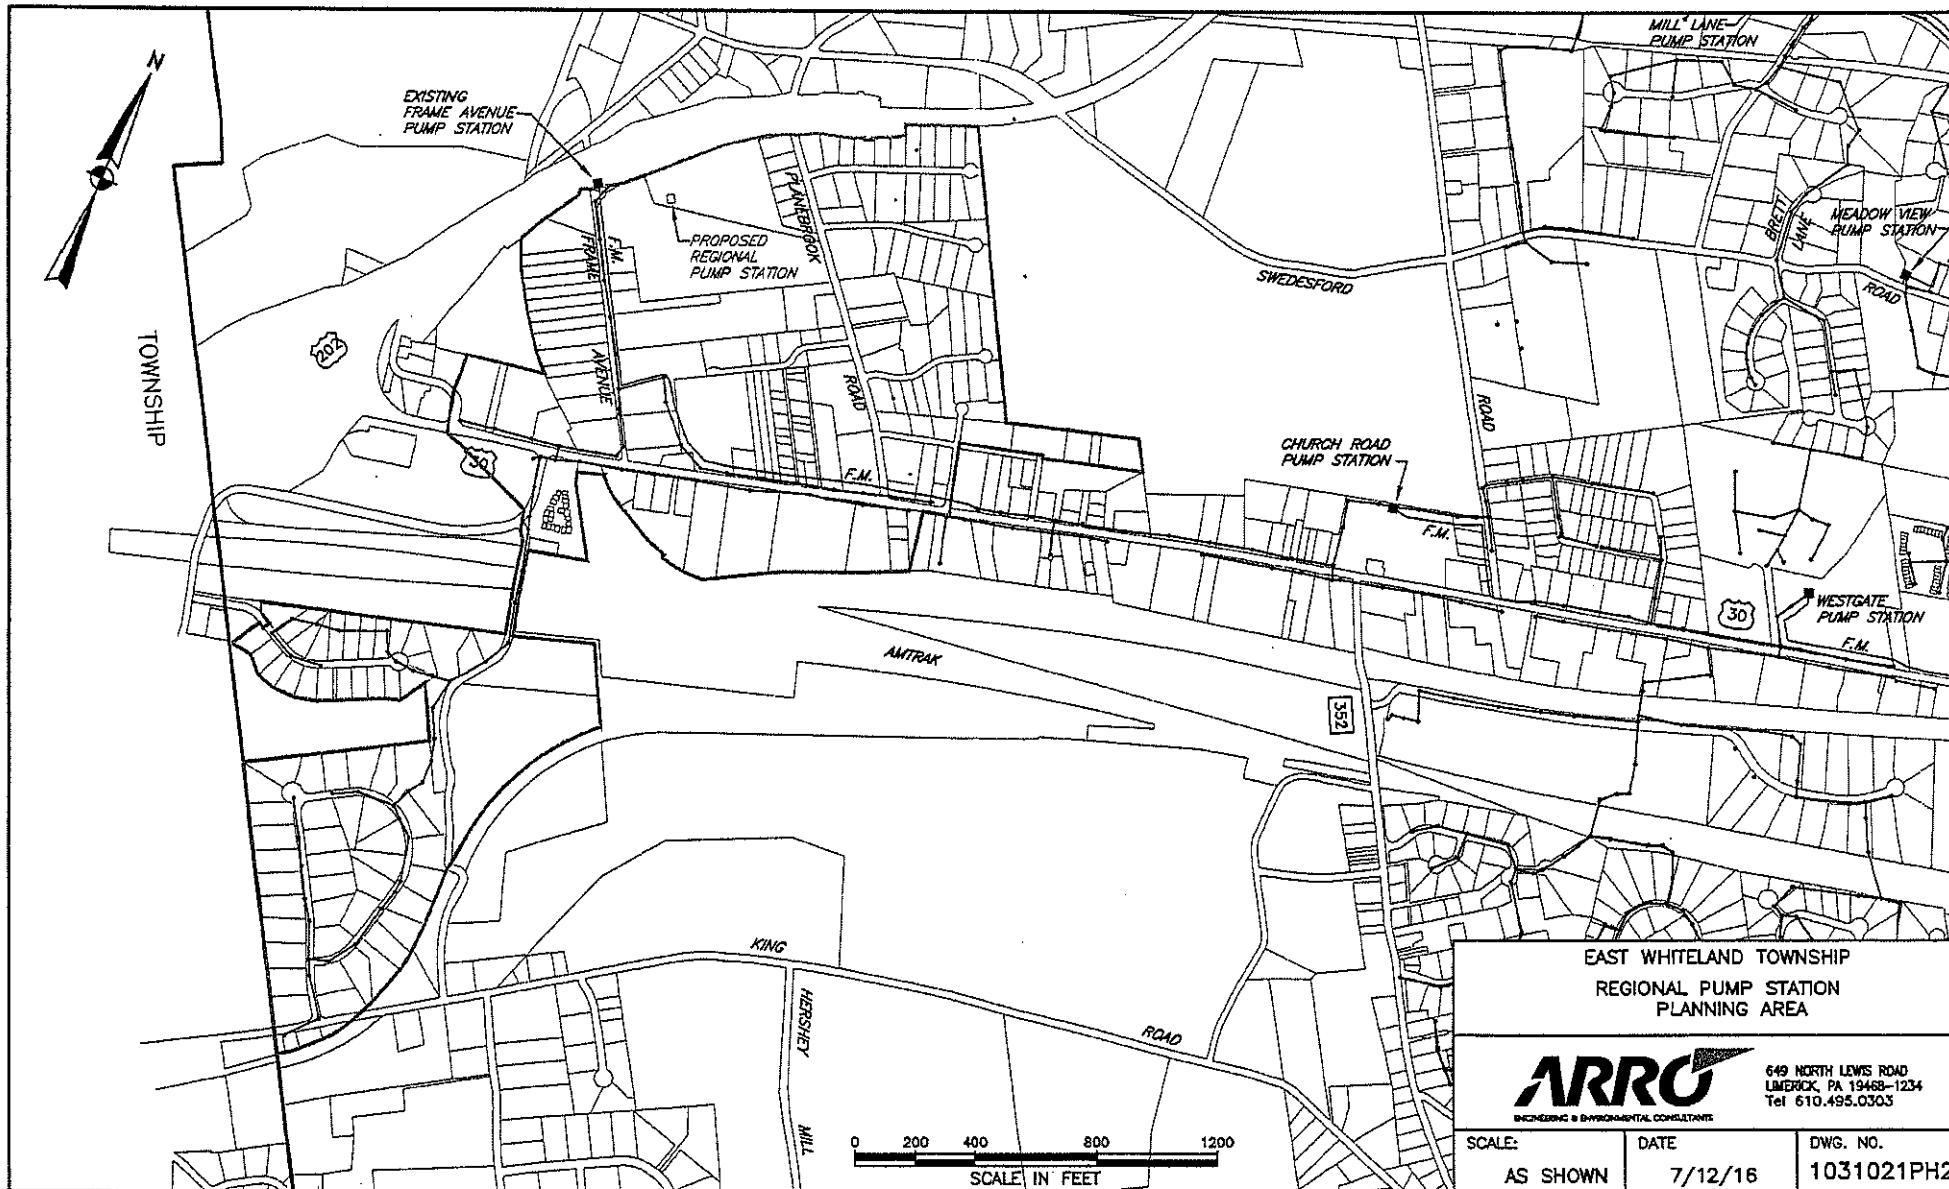 N
EXISTING
FRAME AVENUE
PUMP STATION
MILL LANE
PUMP STATION
PLANEBROOK
ROAD
F.M.
FRAME
AVENUE
PROPOSED
REGIONAL
PUMP STATION
BRETT
LANE
MEADOW VIEW
PUMP STATION
SWEDESFORD
ROAD
TOWNSHIP
202
30
F.M.
ROAD
CHURCH ROAD
PUMP STATION
F.M.
30
WESTGATE
PUMP STATION
F.M.
AMTRAK
352
KING
ROAD
HERSHEY
MILL
0 200 400 800 1200
SCALE IN FEET
EAST WHITELAND TOWNSHIP
REGIONAL PUMP STATION
PLANNING AREA
ARRO
ENGINEERING & ENVIRONMENTAL CONSULTANTS
649 NORTH LEWIS ROAD
LIMERICK, PA 19468-1234
Tel 610.495.0303
SCALE:
AS SHOWN
DATE
7/12/16
DWG. NO.
1031021PH2